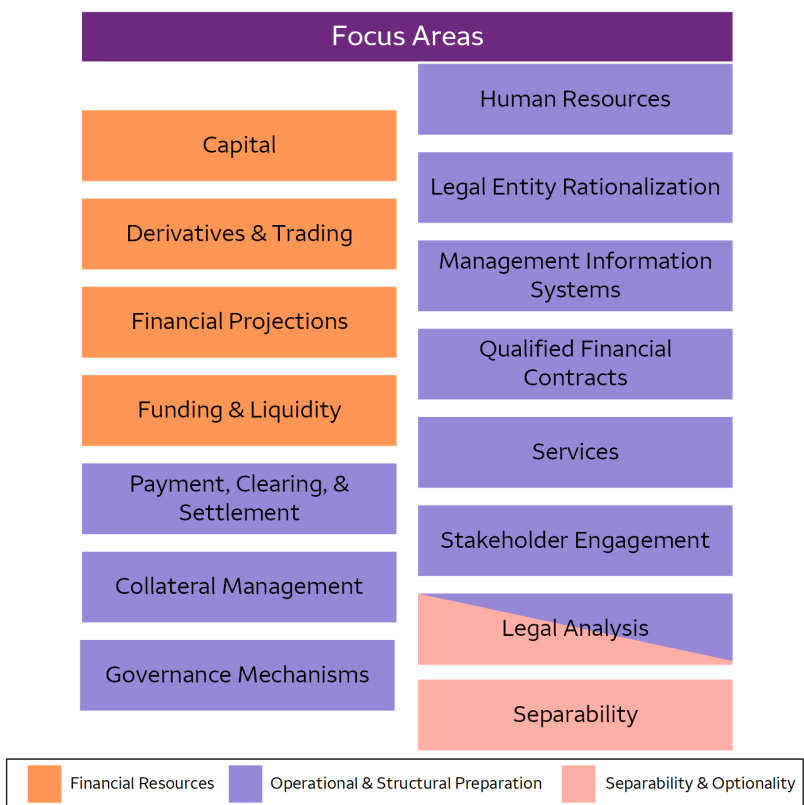 Focus Areas
Capital
Derivatives & Trading
Financial Projections
Funding & Liquidity
Payment, Clearing, &
Settlement
Collateral Management
Governance Mechanisms
Human Resources
Legal Entity Rationalization
Management Information
Systems
Qualified Financial
Contracts
Services
Stakeholder Engagement
Legal Analysis
Separability
Financial Resources
Operational & Structural Preparation
Separability & Optionality